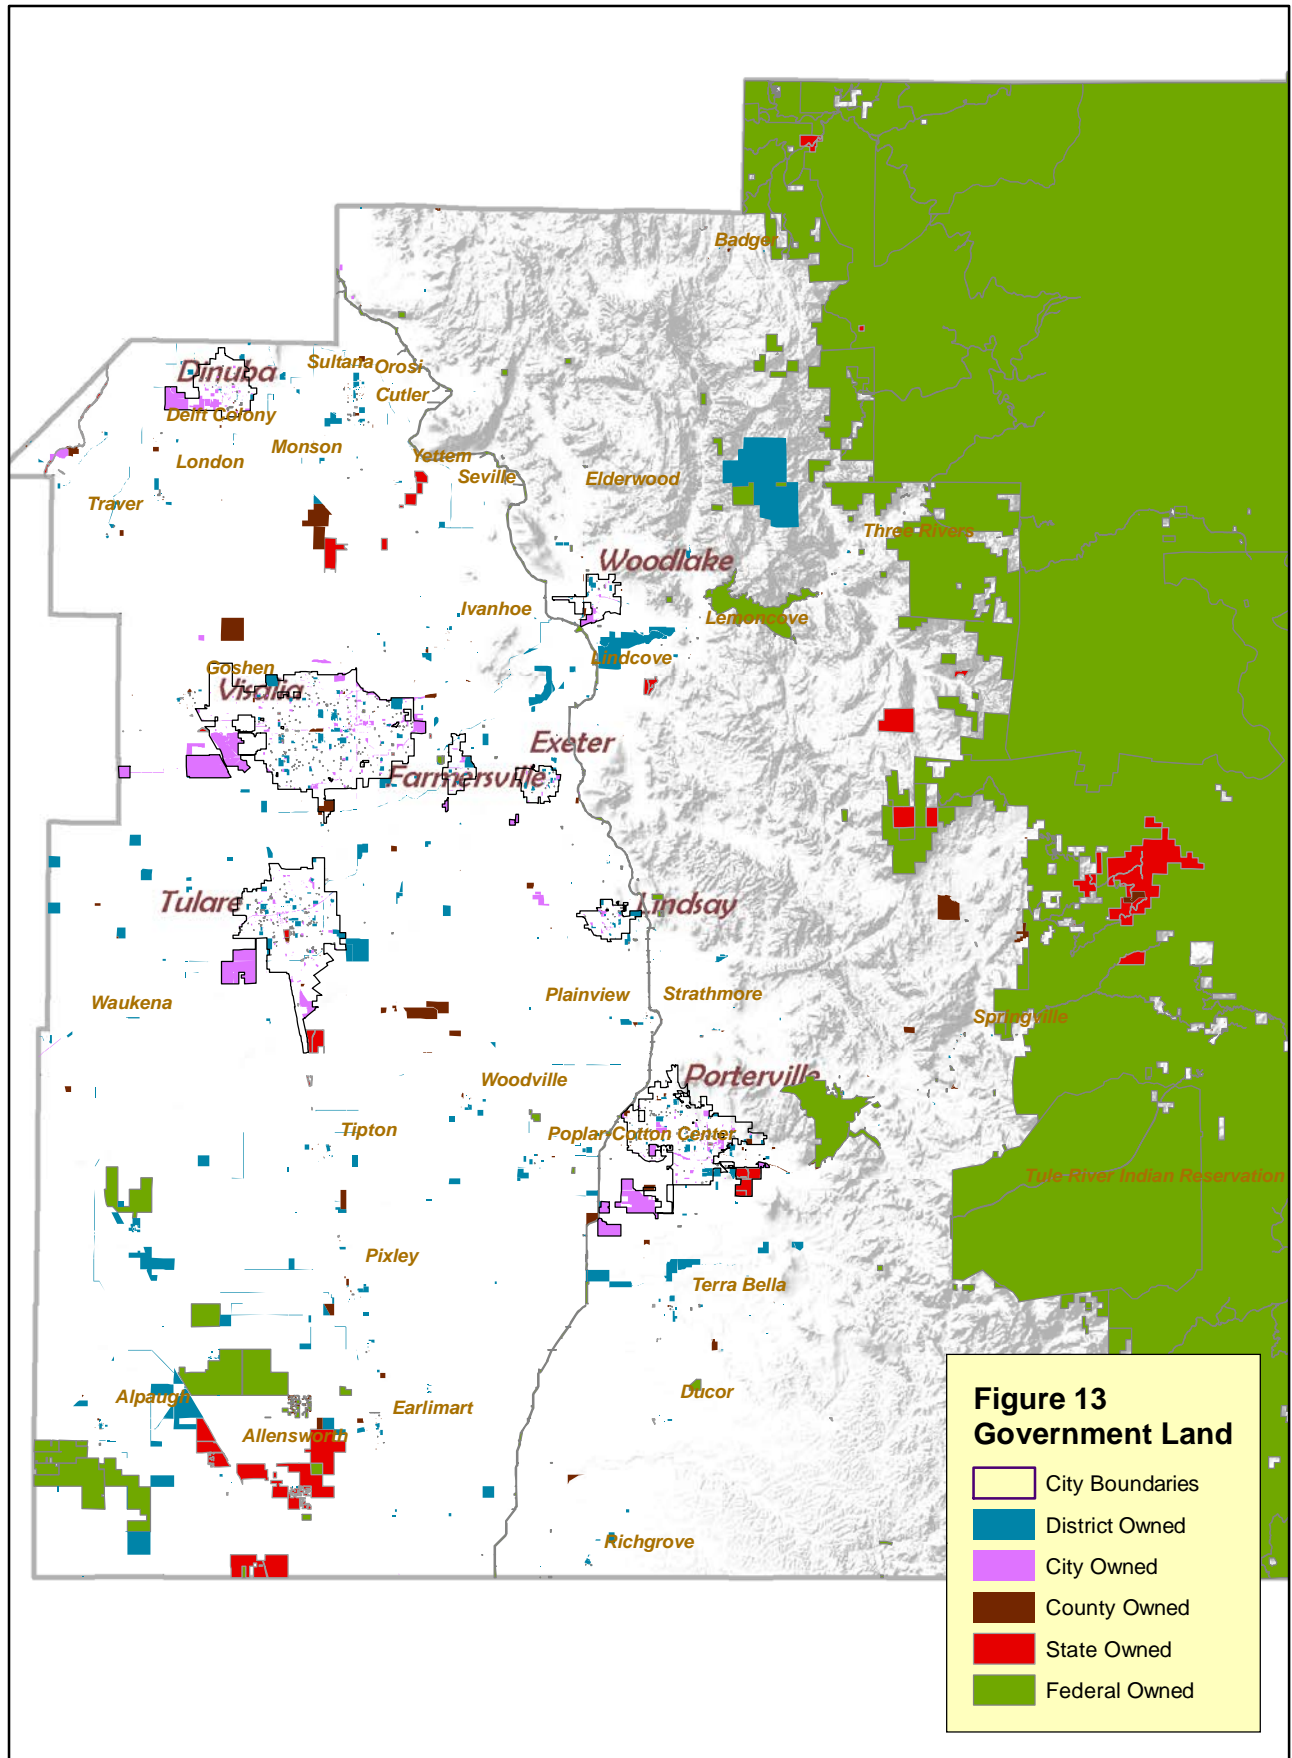 Badger
Dinuba
Sultana
Orosi
Cutler
Delft Colony
Monson
London
Yettem
Seville
Elderwood
Traver
Three Rivers
Woodlake
Ivanhoe
Lemoncove
Lindcove
Goshen
Visalia
Exeter
Farmersville
Tulare
Lindsay
Waukena
Plainview
Strathmore
Springville
Woodville
Porterville
Tipton
Poplar-Cotton Center
Tule River Indian Reservation
Pixley
Terra Bella
Alpaugh
Earlimart
Ducor
Allensworth
Richgrove
Figure 13
Government Land
City Boundaries
District Owned
City Owned
County Owned
State Owned
Federal Owned